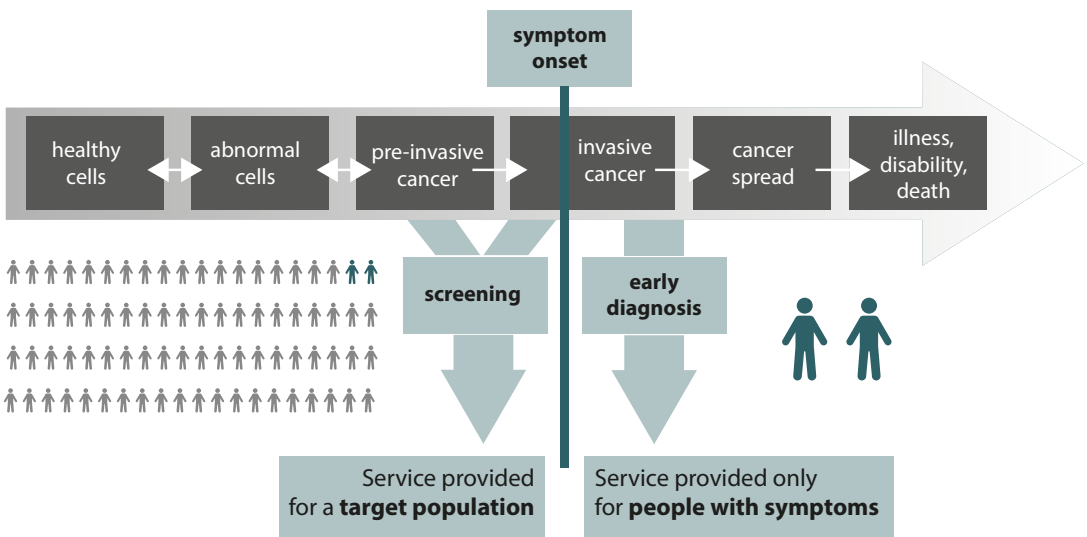 symptom
onset
healthy
cells
abnormal
cells
pre-invasive
cancer
invasive
cancer
cancer
spread
illness,
disability,
death
screening
early
diagnosis
Service provided
for a target population
Service provided only
for people with symptoms